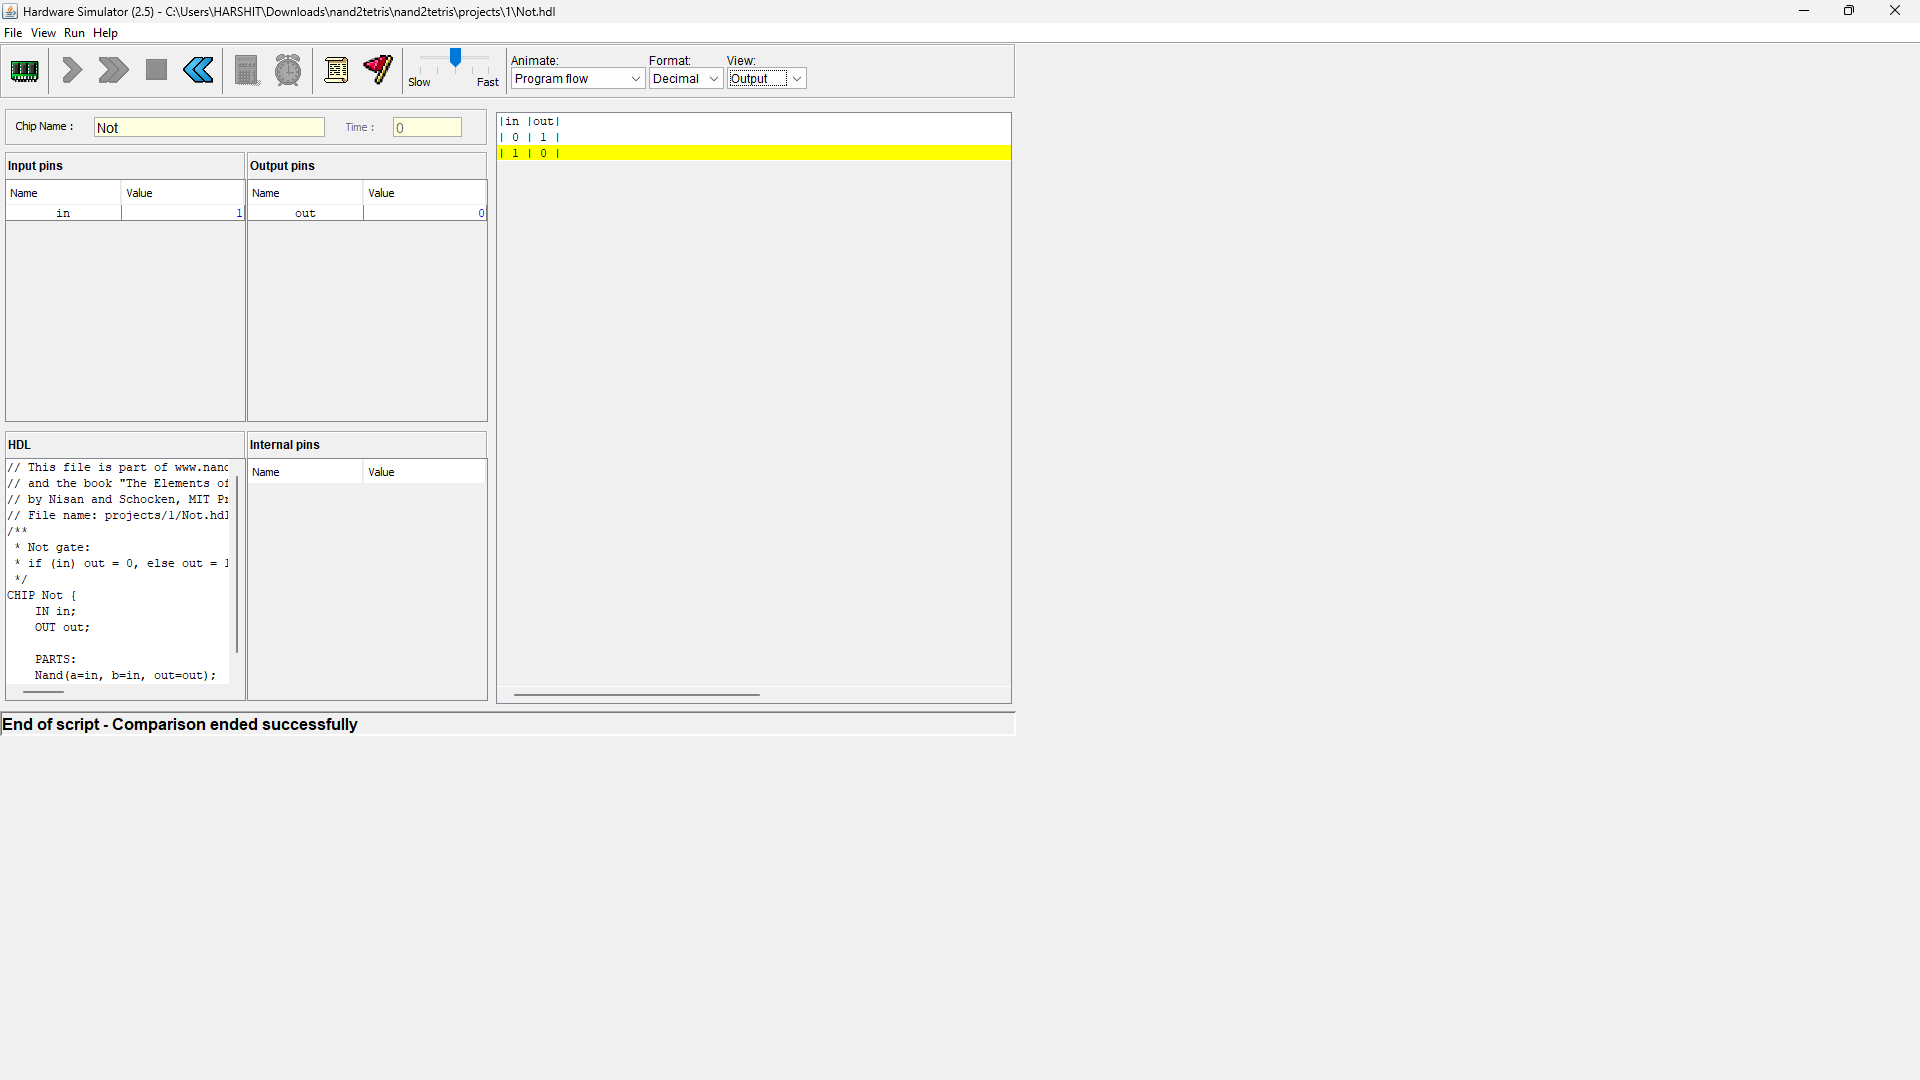 Hardware Simulator (2.5) - C:\Users\HARSHIT\Downloads\nand2tetris\nand2tetris\projects\1\Not.hdl
File View Run Help
Slow Fast
Animate: Format: View:
Program flow Decimal Output
Chip Name : Not Time : 0
Input pins Output pins
Name Value Name Value
in 1 out 0
|in |out|
| 0 | 1 |
| 1 | 0 |
HDL
// This file is part of www.nand
// and the book "The Elements of
// by Nisan and Schocken, MIT Pr
// File name: projects/1/Not.hdl
/**
* Not gate:
* if (in) out = 0, else out = 1
*/
CHIP Not {
IN in;
OUT out;
PARTS:
Nand(a=in, b=in, out=out);
Internal pins
Name Value
End of script - Comparison ended successfully